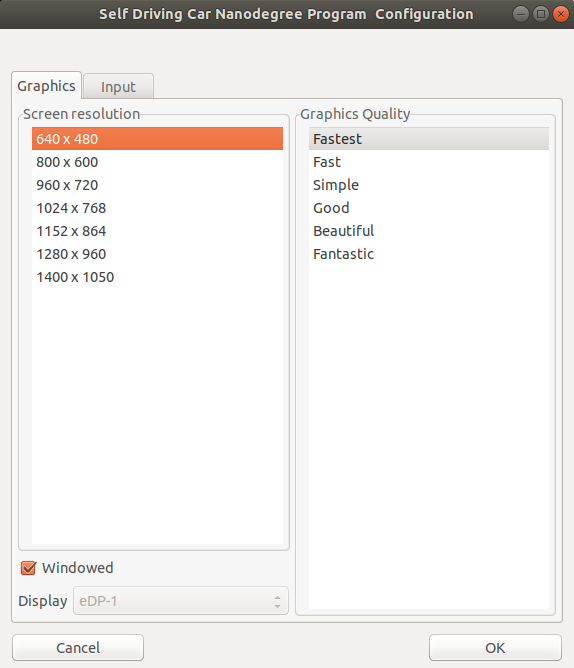 Self Driving Car Nanodegree Program  Configuration
Graphics
Input
Screen resolution
640 x 480
800 x 600
960 x 720
1024 x 768
1152 x 864
1280 x 960
1400 x 1050
Graphics Quality
Fastest
Fast
Simple
Good
Beautiful
Fantastic
Windowed
Display eDP-1
Cancel
OK